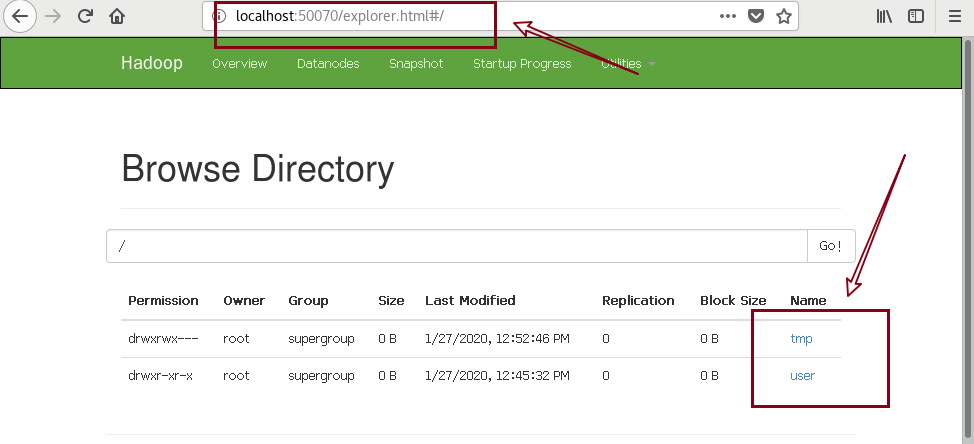 localhost:50070/explorer.html#/
Hadoop Overview Datanodes Snapshot Startup Progress Utilities
Browse Directory
/ Go!
Permission Owner Group Size Last Modified Replication Block Size Name
drwxrwx--- root supergroup 0 B 1/27/2020, 12:52:46 PM 0 0 B tmp
drwxr-xr-x root supergroup 0 B 1/27/2020, 12:45:32 PM 0 0 B user